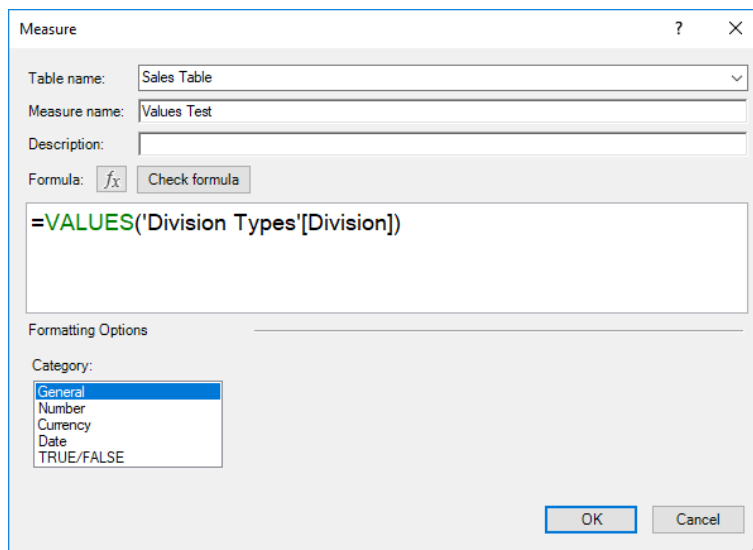 Measure ? ×
Table name: Sales Table
Measure name: Values Test
Description:
Formula: fx Check formula
=VALUES('Division Types'[Division])
Formatting Options
Category:
General
Number
Currency
Date
TRUE/FALSE
OK Cancel